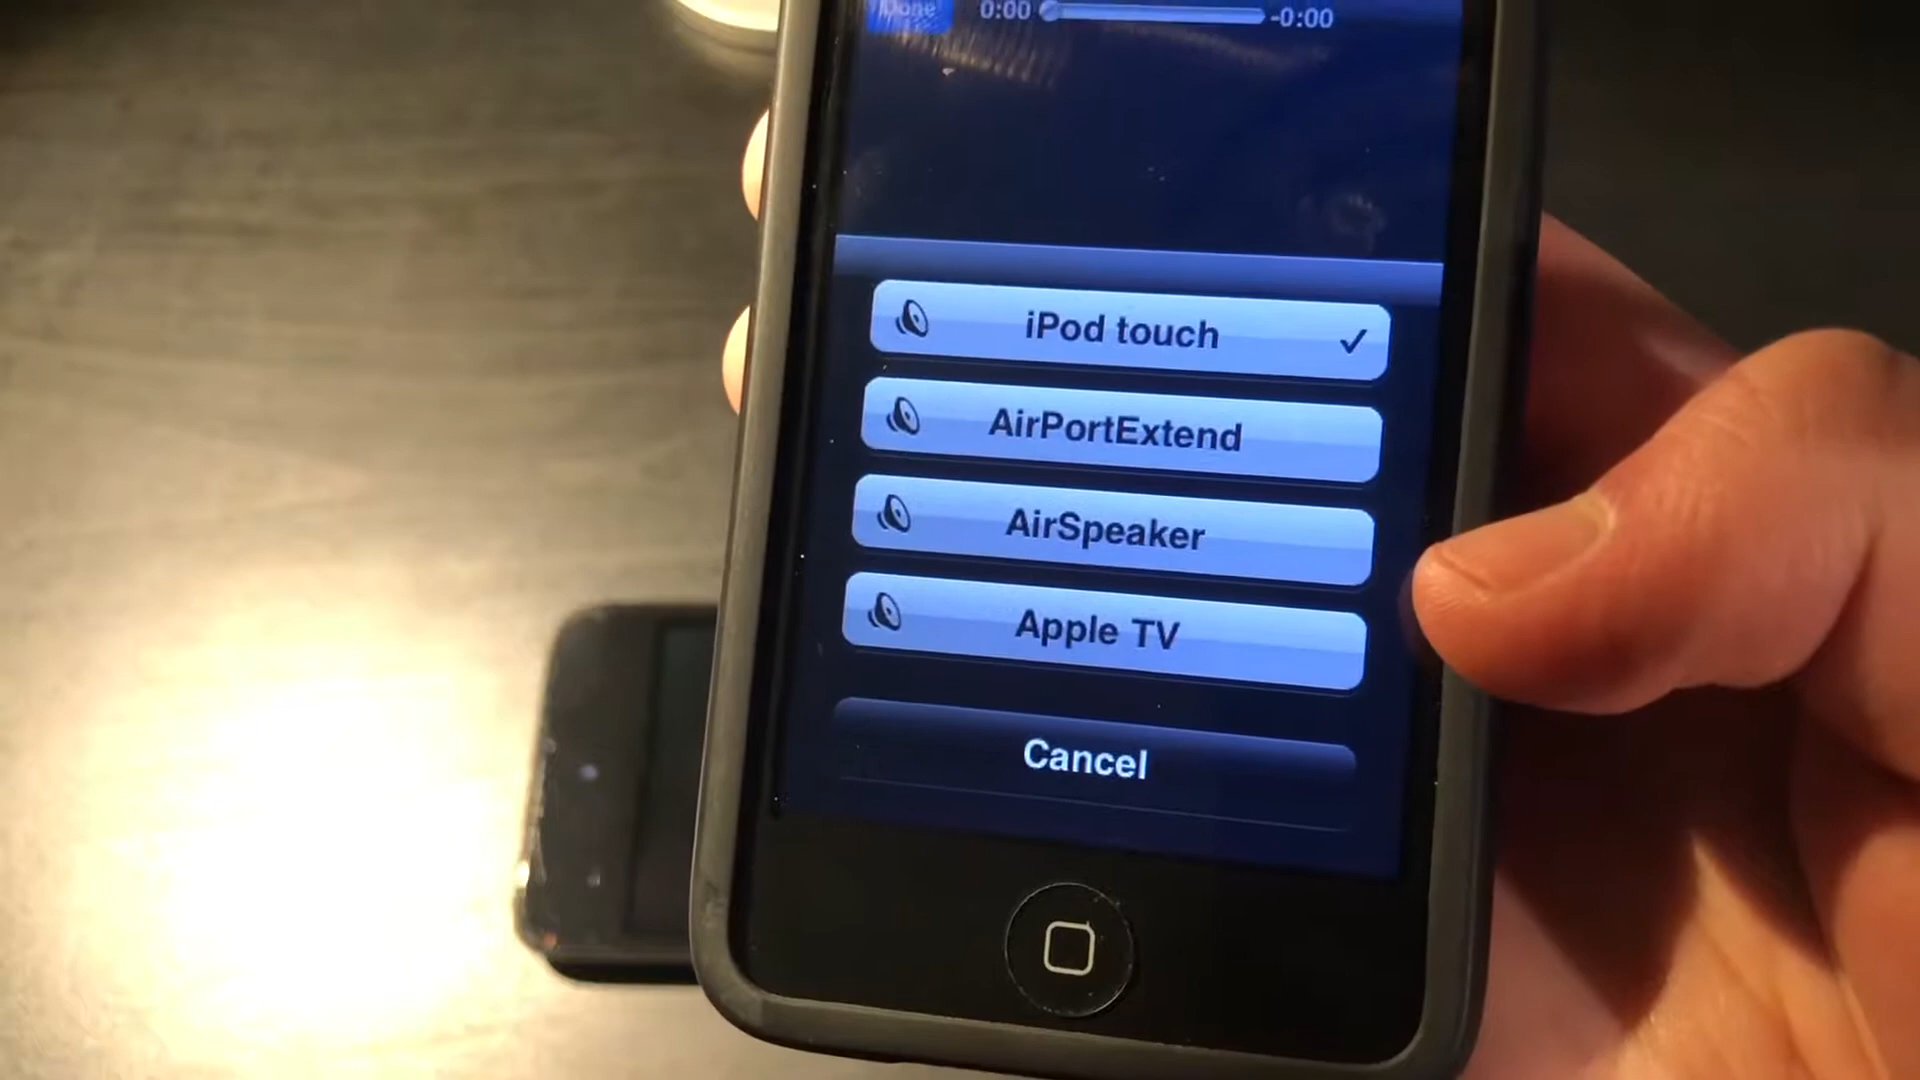 Done 0:00 -0:00
iPod touch
AirPortExtend
AirSpeaker
Apple TV
Cancel